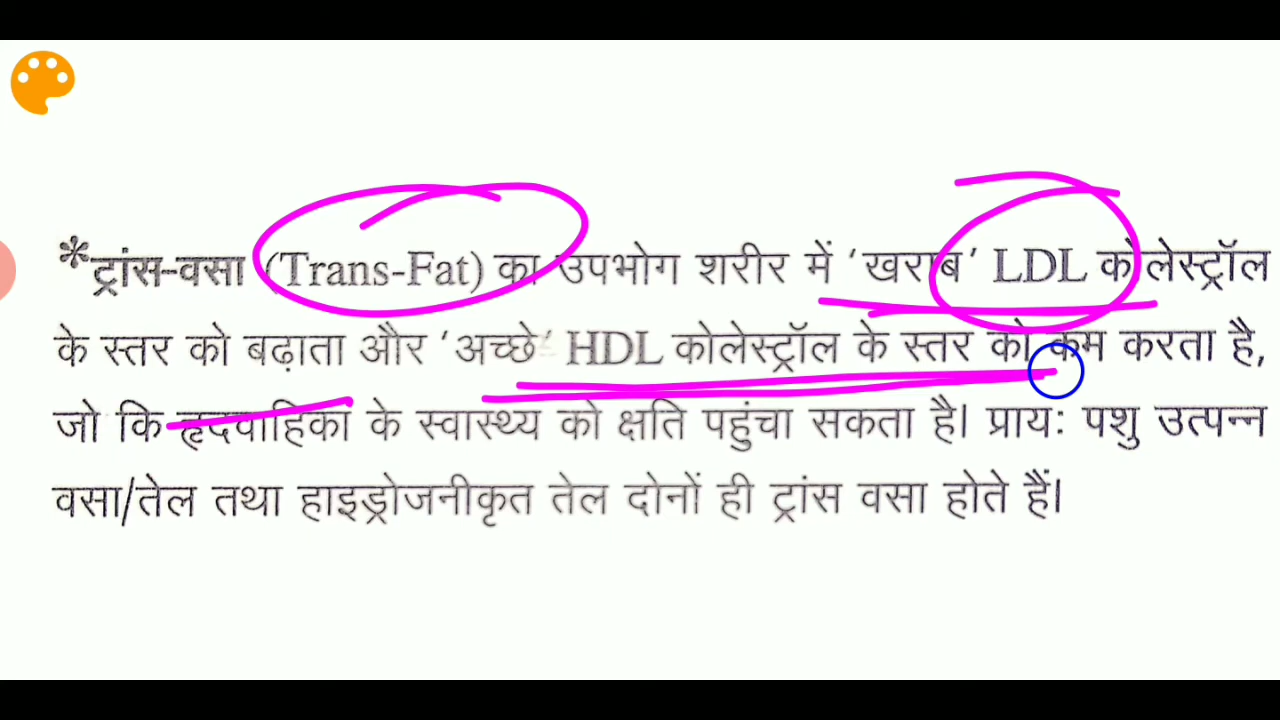 *ट्रांस-वसा (Trans-Fat) का उपभोग शरीर में ‘खराब’ LDL कोलेस्ट्रॉल
के स्तर को बढ़ाता और ‘अच्छे’ HDL कोलेस्ट्रॉल के स्तर को कम करता है,
जो कि हृदवाहिका के स्वास्थ्य को क्षति पहुंचा सकता है। प्रायः पशु उत्पन्न
वसा/तेल तथा हाइड्रोजनीकृत तेल दोनों ही ट्रांस वसा होते हैं।